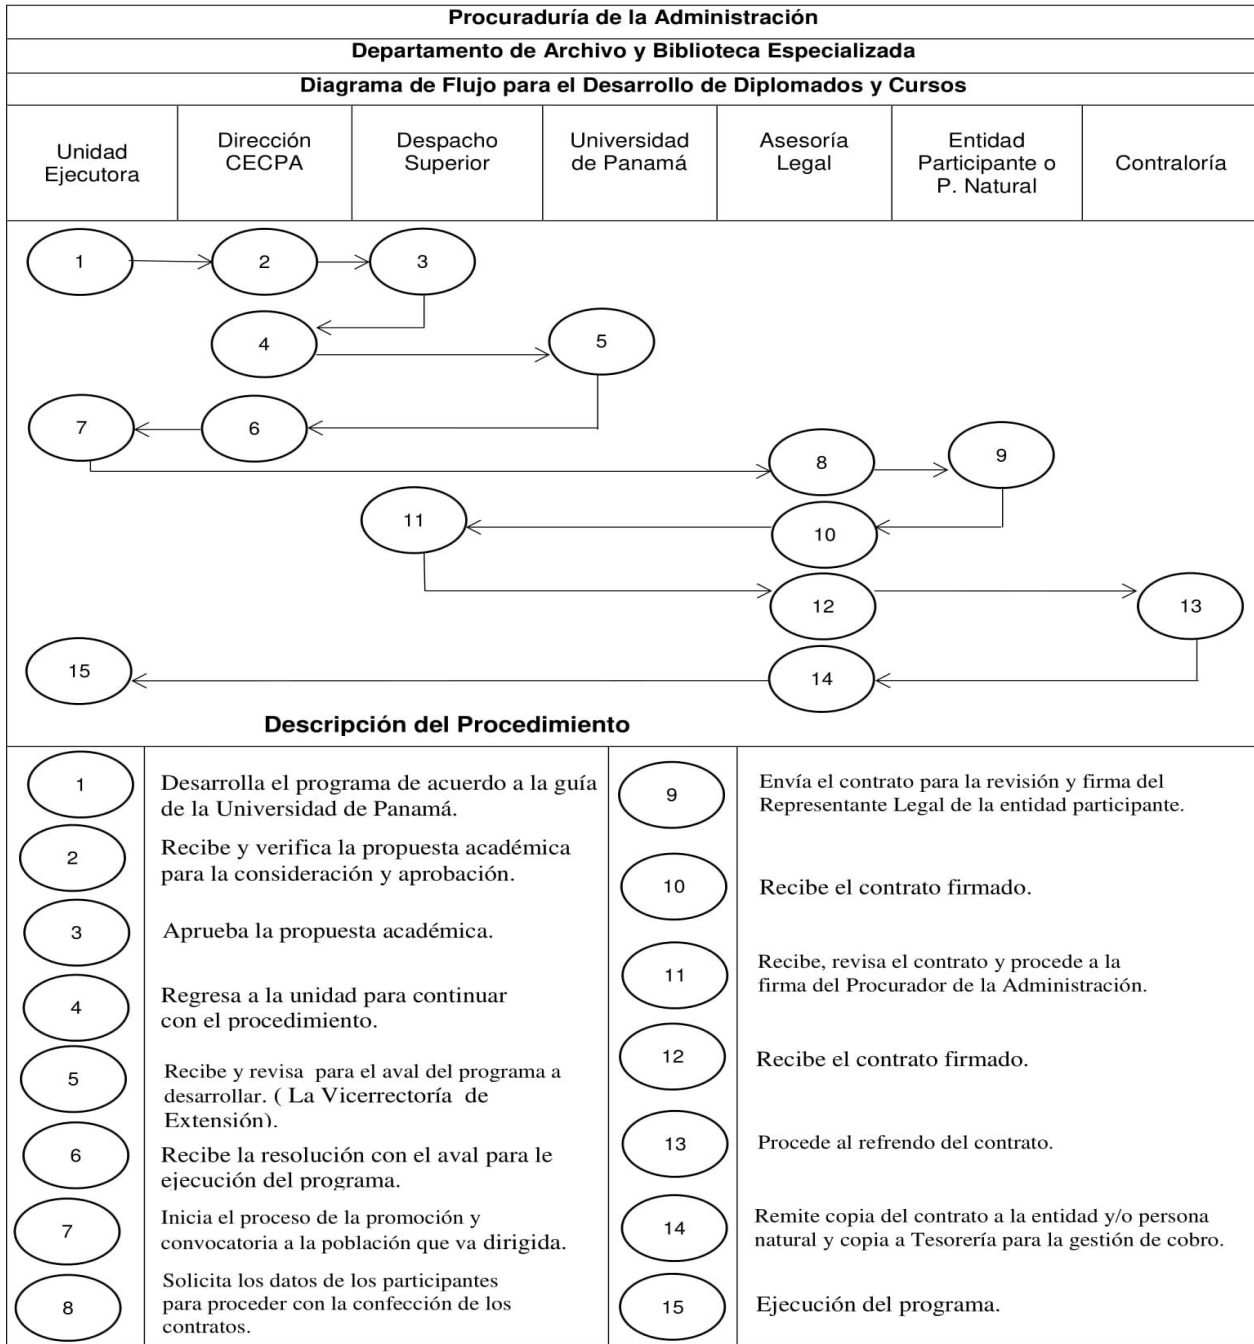 Procuraduría de la Administración
Departamento de Archivo y Biblioteca Especializada
Diagrama de Flujo para el Desarrollo de Diplomados y Cursos
Unidad
Ejecutora
Dirección
CECPA
Despacho
Superior
Universidad
de Panamá
Asesoría
Legal
Entidad
Participante o
P. Natural
Contraloría
1
2
3
4
5
7
6
8
9
11
10
12
13
15
14
Descripción del Procedimiento
1
Desarrolla el programa de acuerdo a la guía
de la Universidad de Panamá.
2
Recibe y verifica la propuesta académica
para la consideración y aprobación.
3
Aprueba la propuesta académica.
4
Regresa a la unidad para continuar
con el procedimiento.
5
Recibe y revisa para el aval del programa a
desarrollar. ( La Vicerrectoría de
Extensión).
6
Recibe la resolución con el aval para le
ejecución del programa.
7
Inicia el proceso de la promoción y
convocatoria a la población que va dirigida.
8
Solicita los datos de los participantes
para proceder con la confección de los
contratos.
9
Envía el contrato para la revisión y firma del
Representante Legal de la entidad participante.
10
Recibe el contrato firmado.
11
Recibe, revisa el contrato y procede a la
firma del Procurador de la Administración.
12
Recibe el contrato firmado.
13
Procede al refrendo del contrato.
14
Remite copia del contrato a la entidad y/o persona
natural y copia a Tesorería para la gestión de cobro.
15
Ejecución del programa.